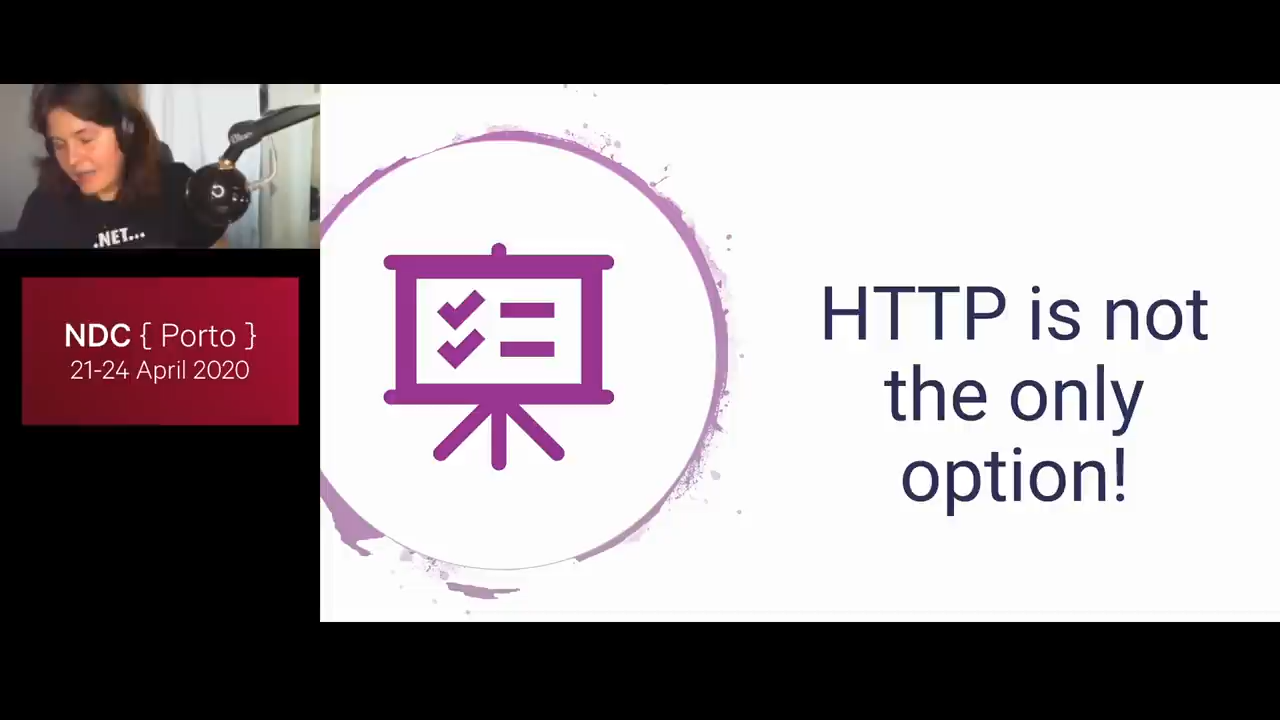 .NET...
NDC { Porto }
21-24 April 2020
HTTP is not
the only
option!